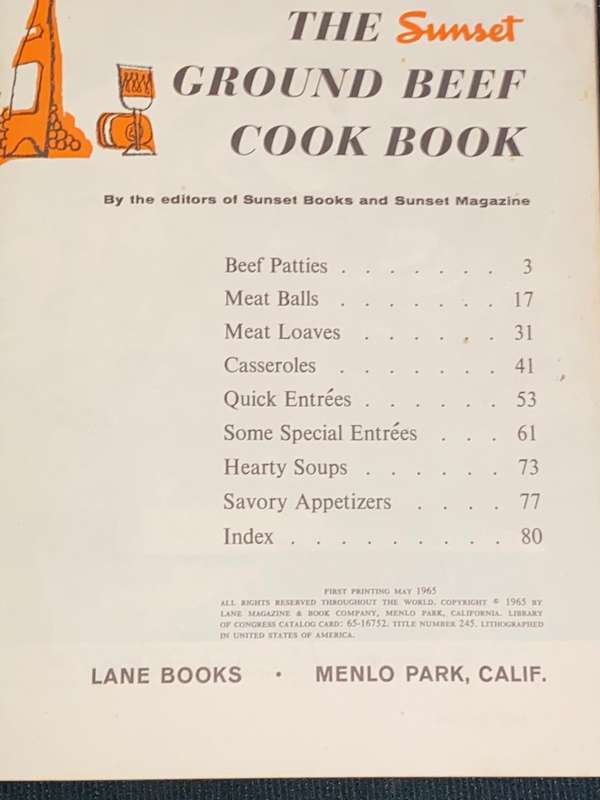 THE Sunset
GROUND BEEF
COOK BOOK
By the editors of Sunset Books and Sunset Magazine
Beef Patties . . . . . . . 3
Meat Balls . . . . . . . 17
Meat Loaves . . . . . . 31
Casseroles . . . . . . . 41
Quick Entrées . . . . . . 53
Some Special Entrées . . . 61
Hearty Soups . . . . . . 73
Savory Appetizers . . . . 77
Index . . . . . . . . . 80
FIRST PRINTING MAY 1965
ALL RIGHTS RESERVED THROUGHOUT THE WORLD. COPYRIGHT © 1965 BY
LANE MAGAZINE & BOOK COMPANY, MENLO PARK, CALIFORNIA. LIBRARY
OF CONGRESS CATALOG CARD: 65-16752. TITLE NUMBER 245. LITHOGRAPHED
IN UNITED STATES OF AMERICA.
LANE BOOKS • MENLO PARK, CALIF.